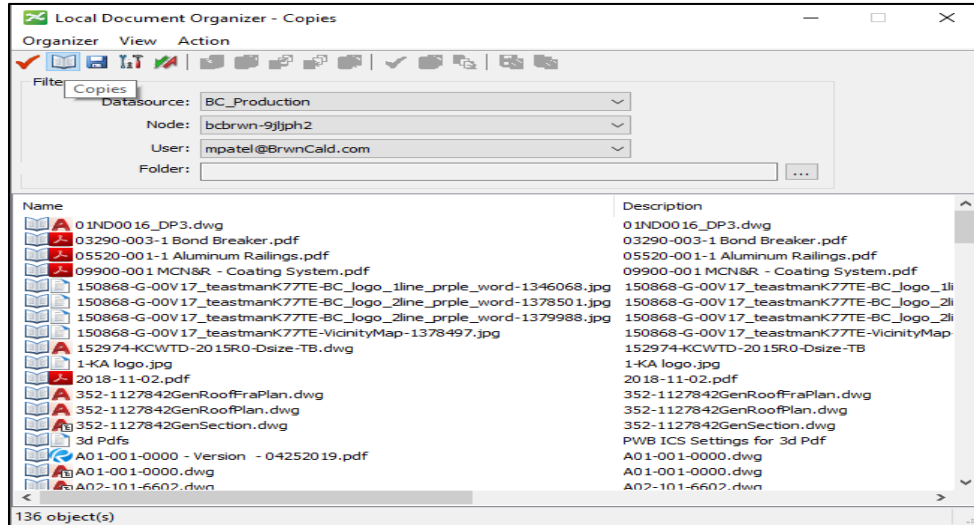 Local Document Organizer - Copies
Organizer View Action
Copies
Datasource: BC_Production
Node: bcbrwn-9jljph2
User: mpatel@BrwnCald.com
Folder: ...
Name Description
01ND0016_DP3.dwg 01ND0016_DP3.dwg
03290-003-1 Bond Breaker.pdf 03290-003-1 Bond Breaker.pdf
05520-001-1 Aluminum Railings.pdf 05520-001-1 Aluminum Railings.pdf
09900-001 MCN&R - Coating System.pdf 09900-001 MCN&R - Coating System.pdf
150868-G-00V17_teastmanK77TE-BC_logo_1line_prple_word-1346068.jpg 150868-G-00V17_teastmanK77TE-BC_logo_1li
150868-G-00V17_teastmanK77TE-BC_logo_2line_prple_word-1378501.jpg 150868-G-00V17_teastmanK77TE-BC_logo_2li
150868-G-00V17_teastmanK77TE-BC_logo_2line_prple_word-1379988.jpg 150868-G-00V17_teastmanK77TE-BC_logo_2li
150868-G-00V17_teastmanK77TE-VicinityMap-1378497.jpg 150868-G-00V17_teastmanK77TE-VicinityMap-
152974-KCWTD-2015R0-Dsize-TB.dwg 152974-KCWTD-2015R0-Dsize-TB
1-KA logo.jpg 1-KA logo.jpg
2018-11-02.pdf 2018-11-02.pdf
352-1127842GenRoofFraPlan.dwg 352-1127842GenRoofFraPlan.dwg
352-1127842GenRoofPlan.dwg 352-1127842GenRoofPlan.dwg
352-1127842GenSection.dwg 352-1127842GenSection.dwg
3d Pdfs PWB ICS Settings for 3d Pdf
A01-001-0000 - Version - 04252019.pdf A01-001-0000.dwg
A01-001-0000.dwg A01-001-0000.dwg
A02-101-6602.dwg A02-101-6602.dwg
136 object(s)